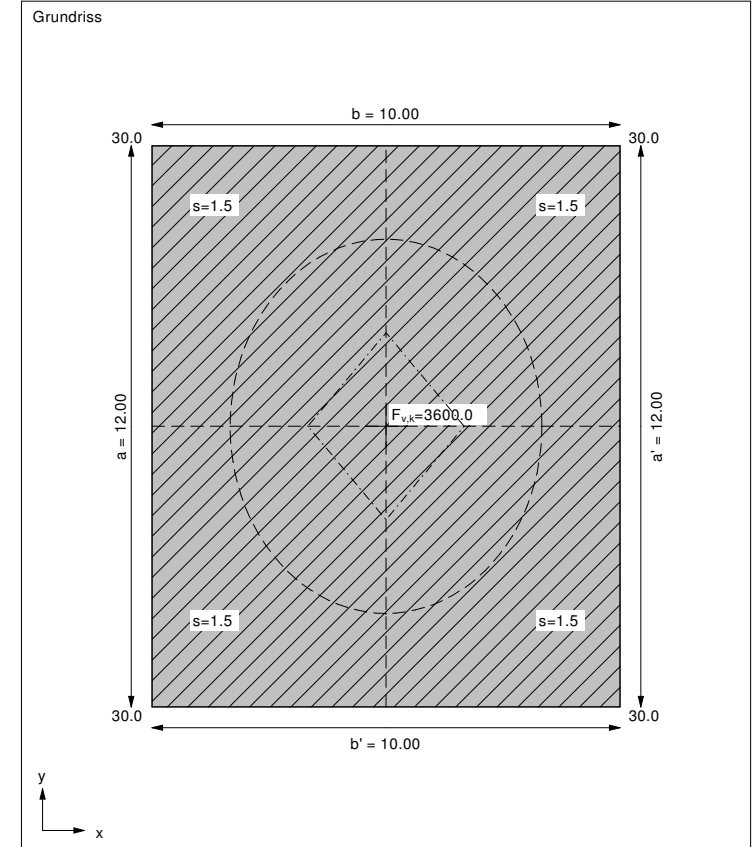 Grundriss
b = 10.00
30.0 30.0
s=1.5 s=1.5
a = 12.00
Fv,k=3600.0
a' = 12.00
s=1.5 s=1.5
30.0 30.0
b' = 10.00
y
x